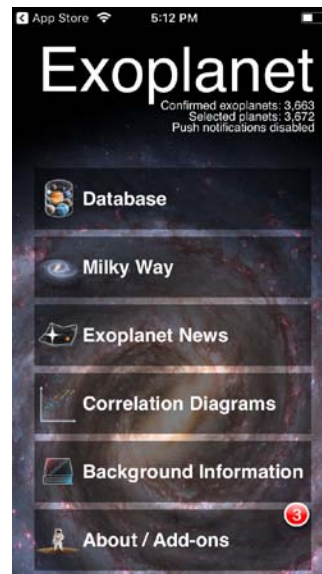 App Store 5:12 PM
Exoplanet
Confirmed exoplanets: 3,663
Selected planets: 3,672
Push notifications disabled
Database
Milky Way
Exoplanet News
Correlation Diagrams
Background Information
3
About / Add-ons